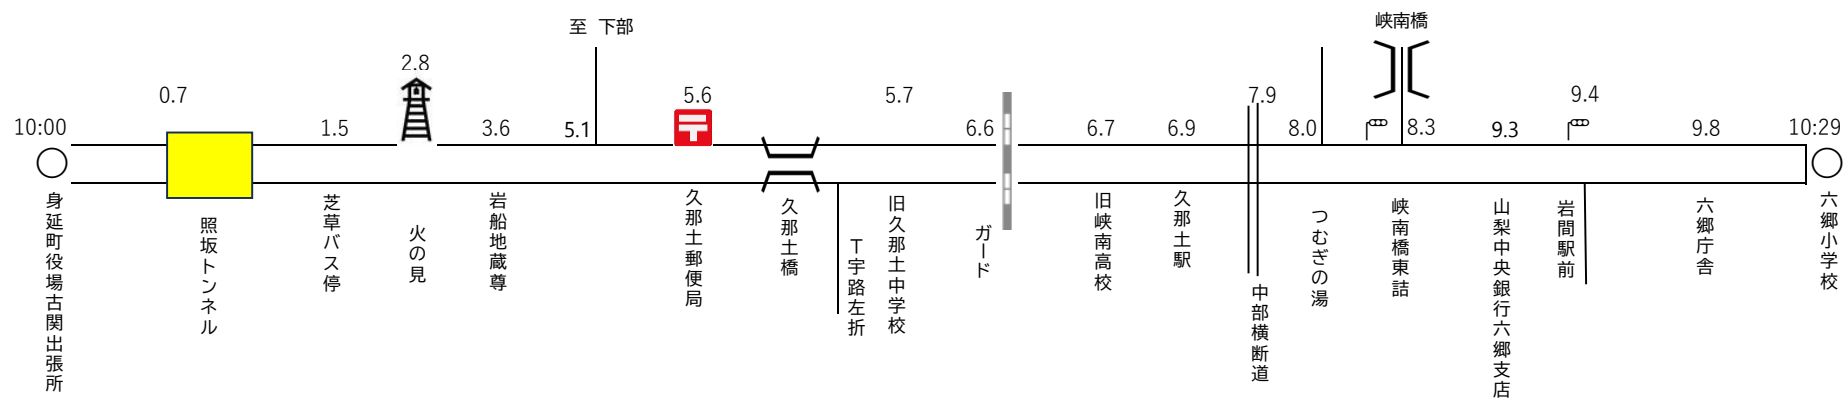 至 下部
峡南橋
2.8
0.7
5.6
5.7
7.9
9.4
10:00
1.5
3.6
5.1
6.6
6.7
6.9
8.0
8.3
9.3
9.8
10:29
身延町役場古関出張所
照坂トンネル
芝草バス停
火の見
岩船地蔵尊
久那土郵便局
久那土橋
T宇路左折
旧久那土中学校
ガード
旧峡南高校
久那土駅
中部横断道
つむぎの湯
峡南橋東詰
山梨中央銀行六郷支店
岩間駅前
六郷庁舎
六郷小学校